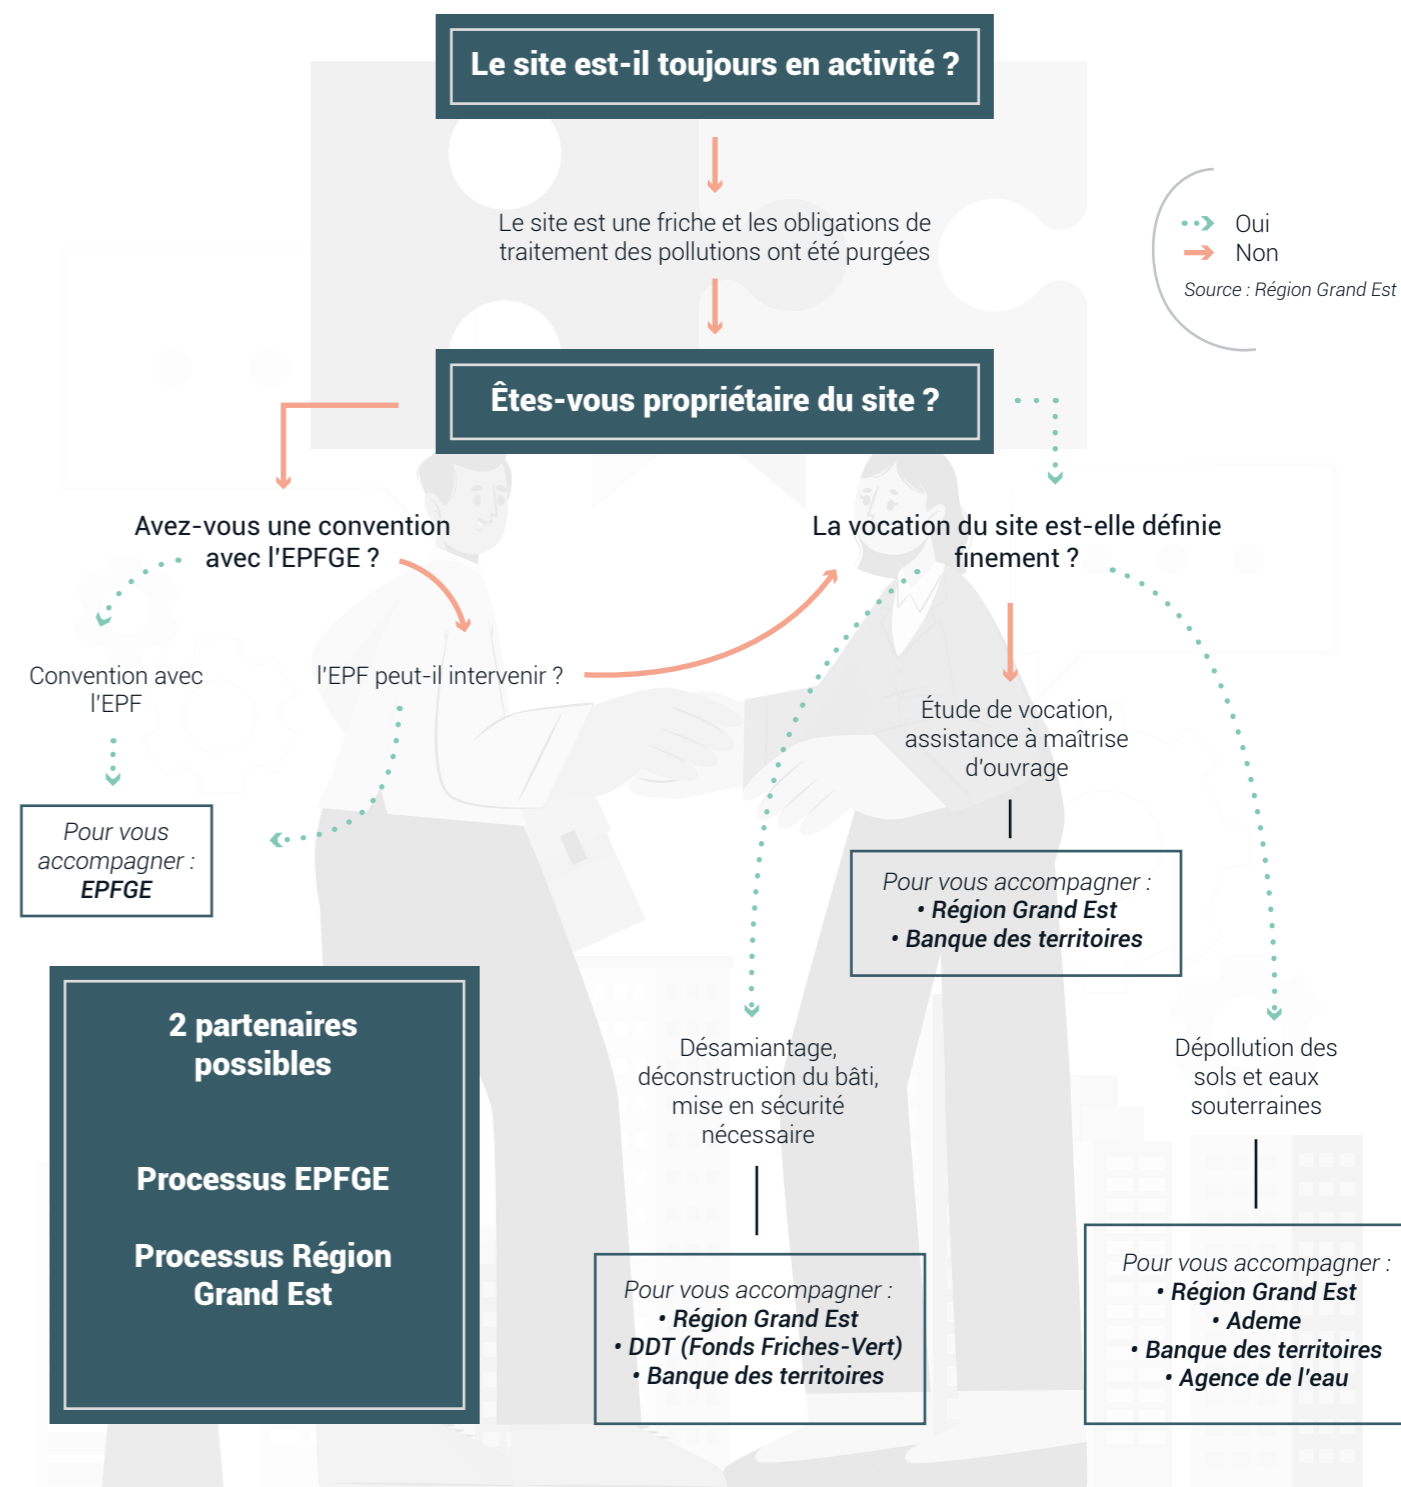 Le site est-il toujours en activité ?
Le site est une friche et les obligations de
traitement des pollutions ont été purgées
Oui
Non
Source : Région Grand Est
Êtes-vous propriétaire du site ?
Avez-vous une convention
avec l'EPFGE ?
La vocation du site est-elle définie
finement ?
Convention avec
l'EPF
l'EPF peut-il intervenir ?
Étude de vocation,
assistance à maîtrise
d'ouvrage
Pour vous
accompagner :
EPFGE
Pour vous accompagner :
• Région Grand Est
• Banque des territoires
2 partenaires
possibles
Processus EPFGE
Processus Région
Grand Est
Désamiantage,
déconstruction du bâti,
mise en sécurité
nécessaire
Dépollution des
sols et eaux
souterraines
Pour vous accompagner :
• Région Grand Est
• DDT (Fonds Friches-Vert)
• Banque des territoires
Pour vous accompagner :
• Région Grand Est
• Ademe
• Banque des territoires
• Agence de l'eau